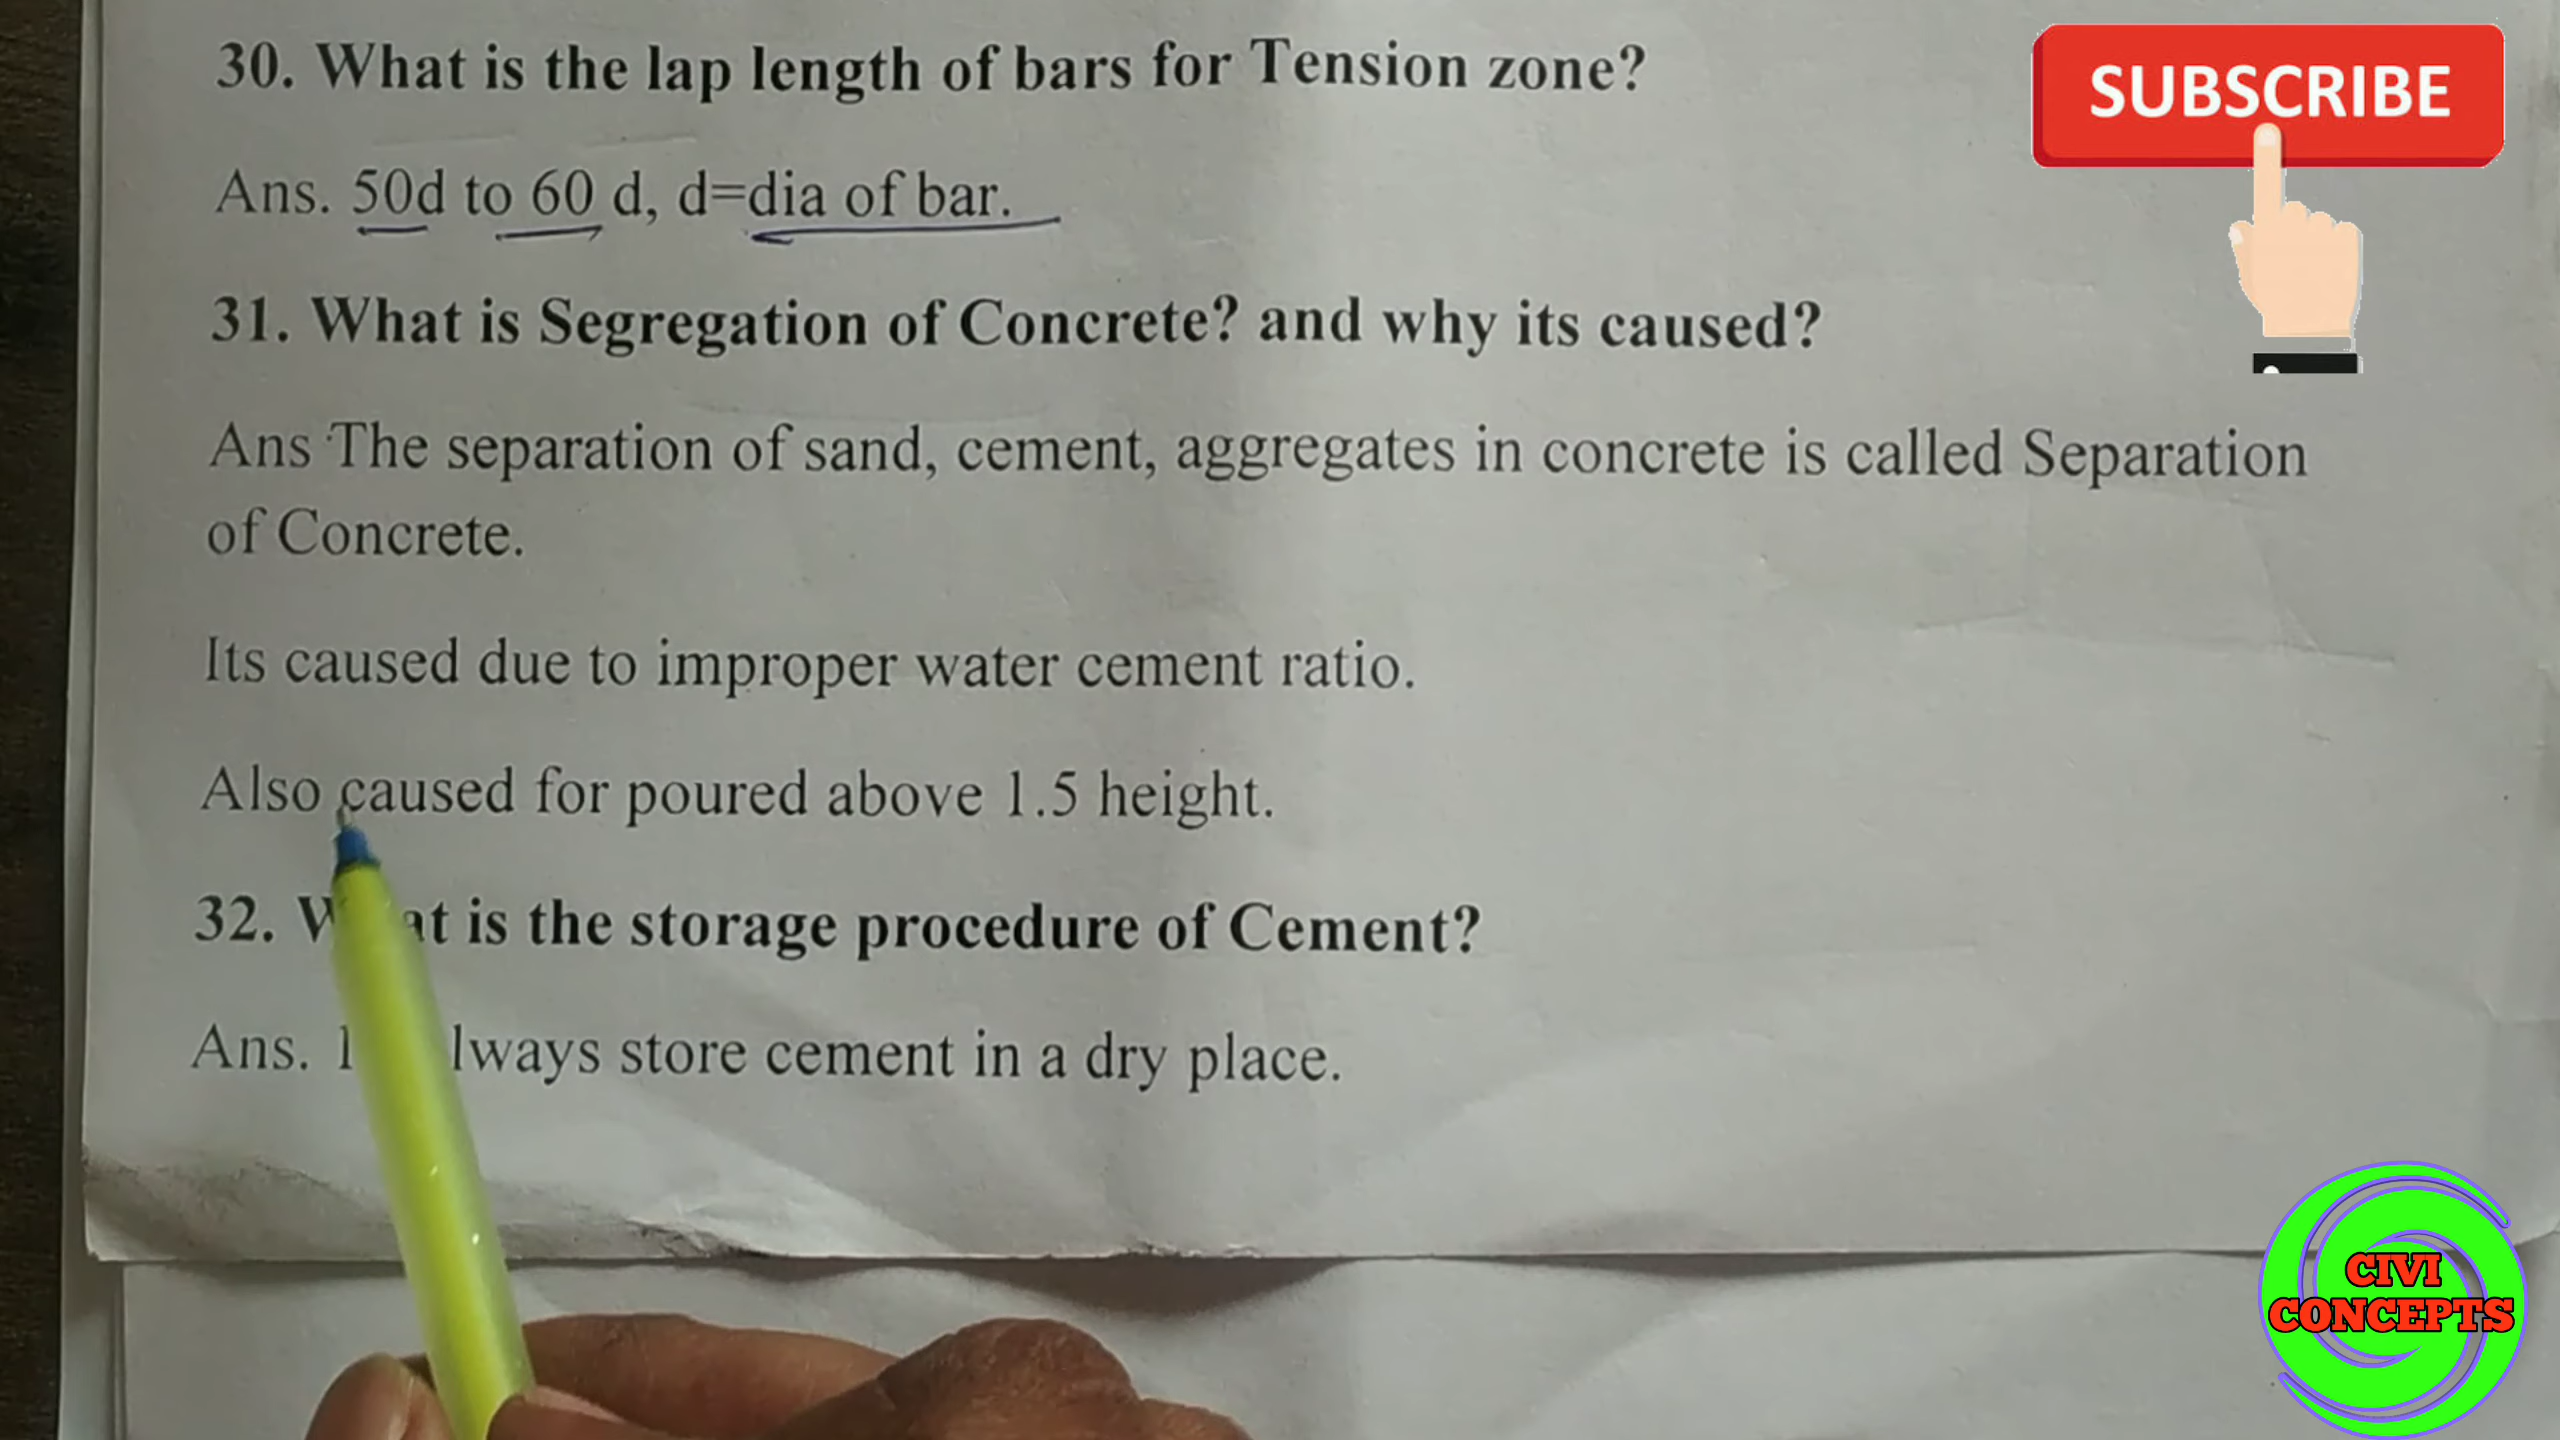 30. What is the lap length of bars for Tension zone?
SUBSCRIBE
Ans. 50d to 60 d, d=dia of bar.
31. What is Segregation of Concrete? and why its caused?
Ans The separation of sand, cement, aggregates in concrete is called Separation
of Concrete.
Its caused due to improper water cement ratio.
Also caused for poured above 1.5 height.
32. What is the storage procedure of Cement?
Ans. 1 lways store cement in a dry place.
CIVI
CONCEPTS